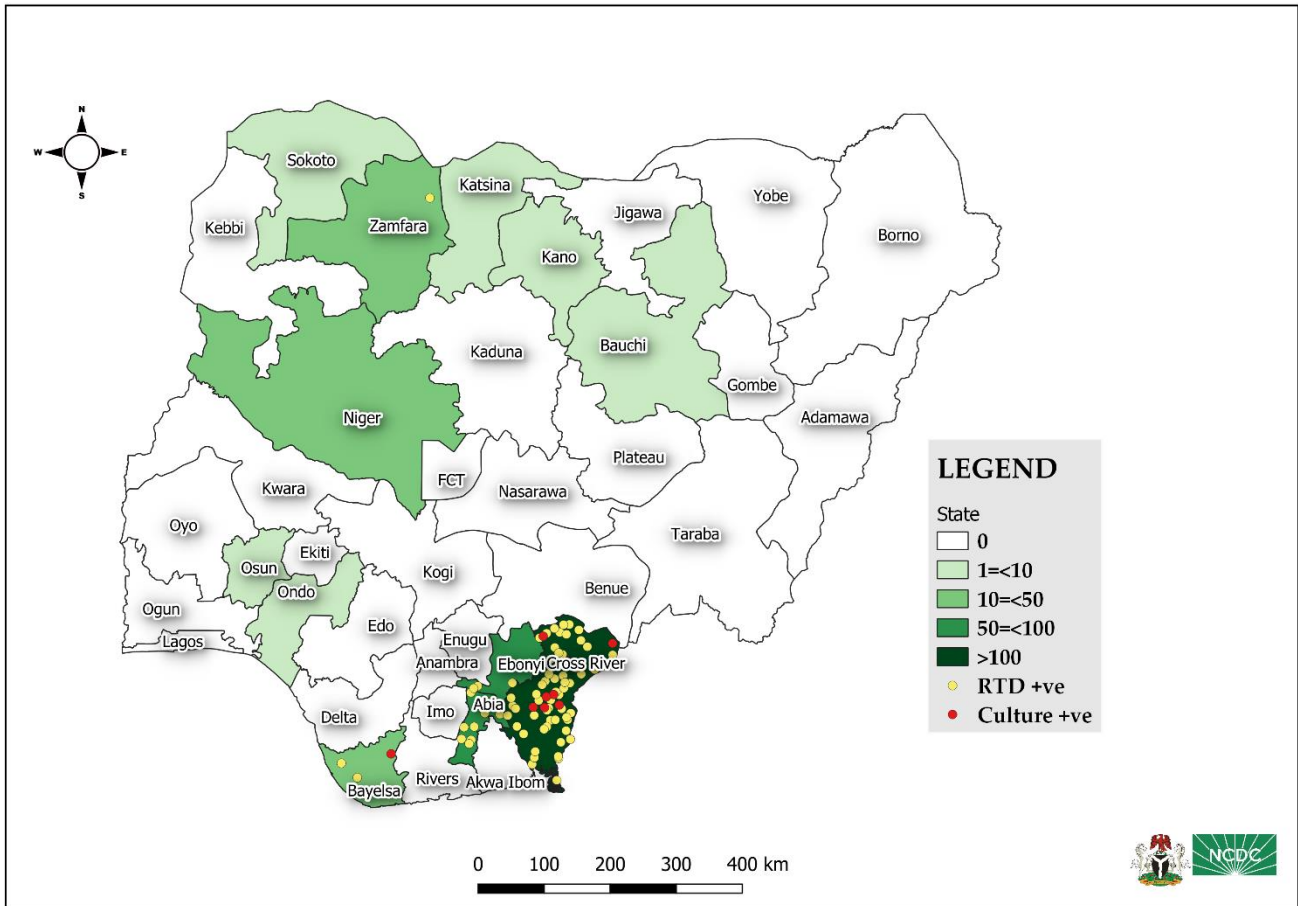 N
W E
S
Sokoto
Katsina
Yobe
Jigawa
Kebbi
Zamfara
Borno
Kano
Bauchi
Kaduna
Gombe
Adamawa
Niger
Plateau
FCT
Nasarawa
Kwara
Oyo
Taraba
Ekiti
Osun
Kogi
Ondo
Benue
Ogun
Edo
Lagos
Enugu
Anambra
Ebonyi
Cross River
Abia
Imo
Delta
Rivers
Akwa Ibom
Bayelsa
LEGEND
State
0
1=<10
10=<50
50=<100
>100
RTD +ve
Culture +ve
0 100 200 300 400 km
NCDC